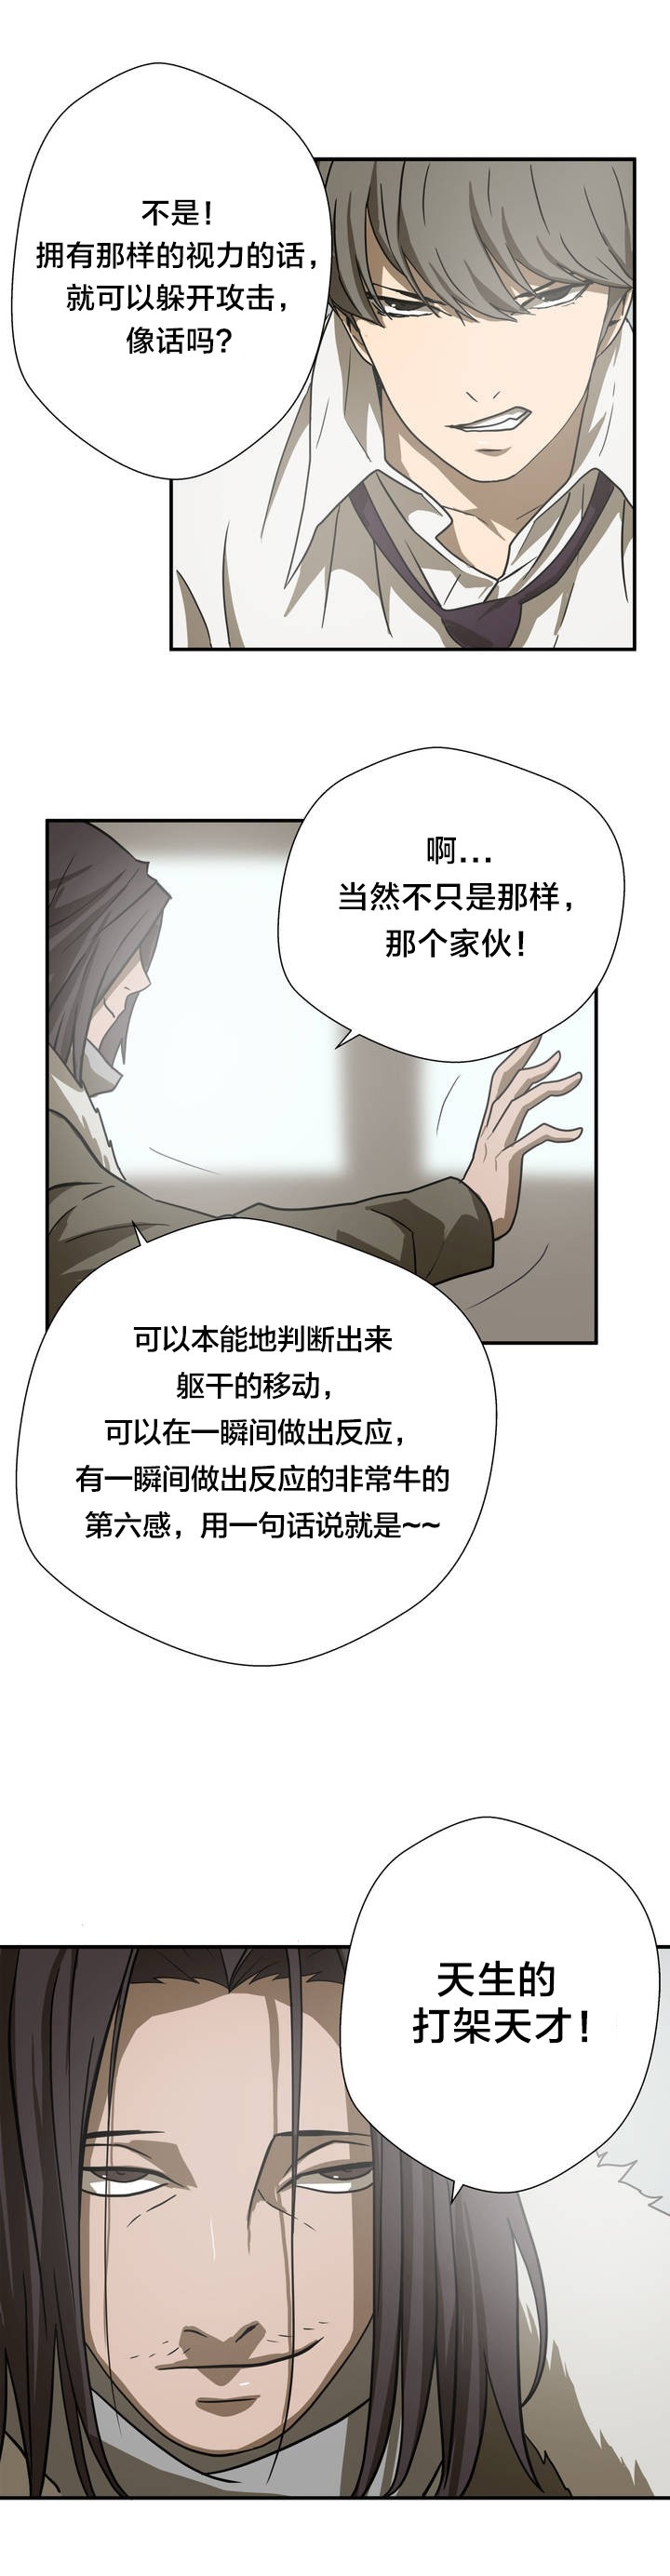 不是！
拥有那样的视力的话，
就可以躲开攻击，
像话吗？
啊…
当然不只是那样，
那个家伙！
可以本能地判断出来
躯干的移动，
可以在一瞬间做出反应，
有一瞬间做出反应的非常牛的
第六感，用一句话说就是~~
天生的
打架天才！